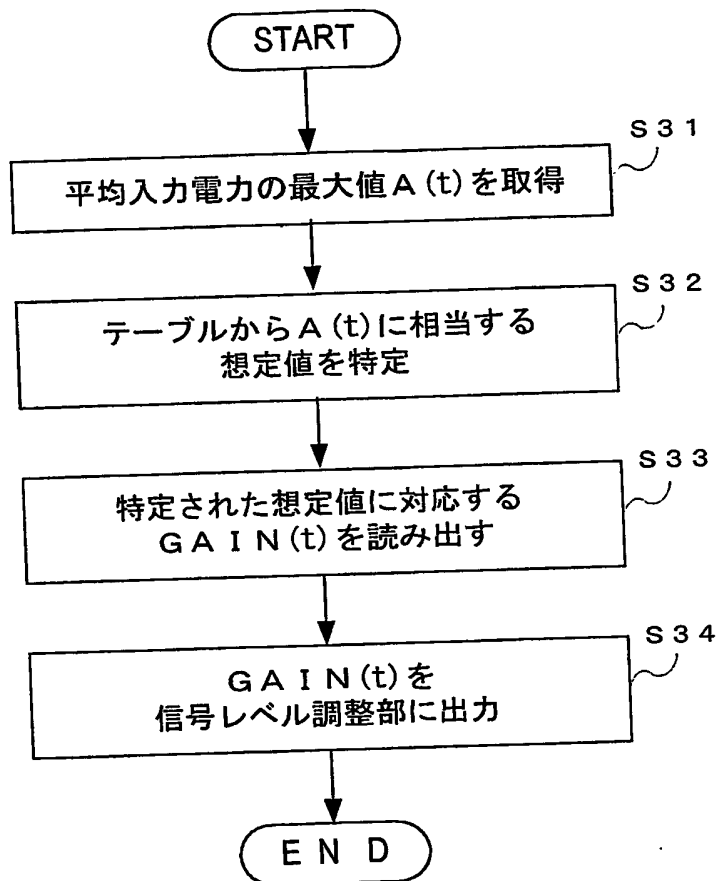 START
S31
平均入力電力の最大値A(t)を取得
S32
テーブルからA(t)に相当する
想定値を特定
S33
特定された想定値に対応する
GAIN(t)を読み出す
S34
GAIN(t)を
信号レベル調整部に出力
END